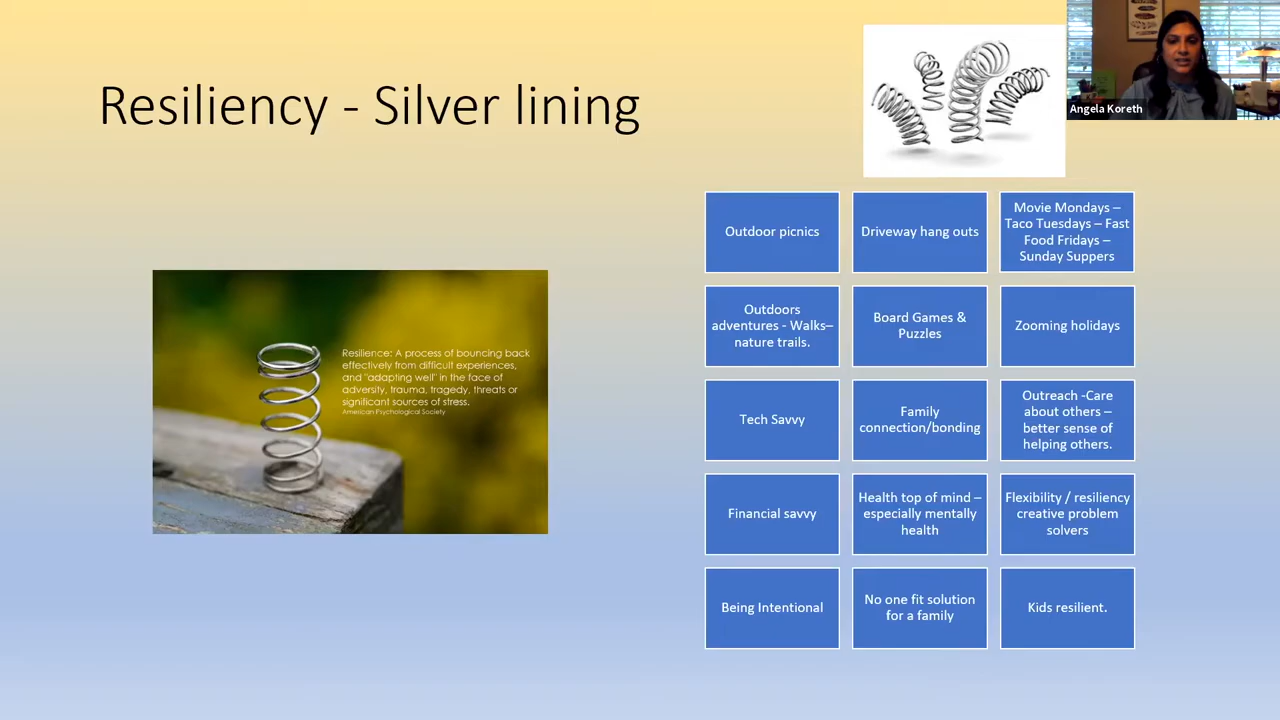 Resiliency - Silver lining
Angela Koreth
Resilience: A process of bouncing back
effectively from difficult experiences,
and "adapting well" in the face of
adversity, trauma, tragedy, threats or
significant sources of stress.
American Psychological Society
Outdoor picnics
Driveway hang outs
Movie Mondays –
Taco Tuesdays – Fast
Food Fridays –
Sunday Suppers
Outdoors
adventures - Walks–
nature trails.
Board Games &
Puzzles
Zooming holidays
Tech Savvy
Family
connection/bonding
Outreach -Care
about others –
better sense of
helping others.
Financial savvy
Health top of mind –
especially mentally
health
Flexibility / resiliency
creative problem
solvers
Being Intentional
No one fit solution
for a family
Kids resilient.